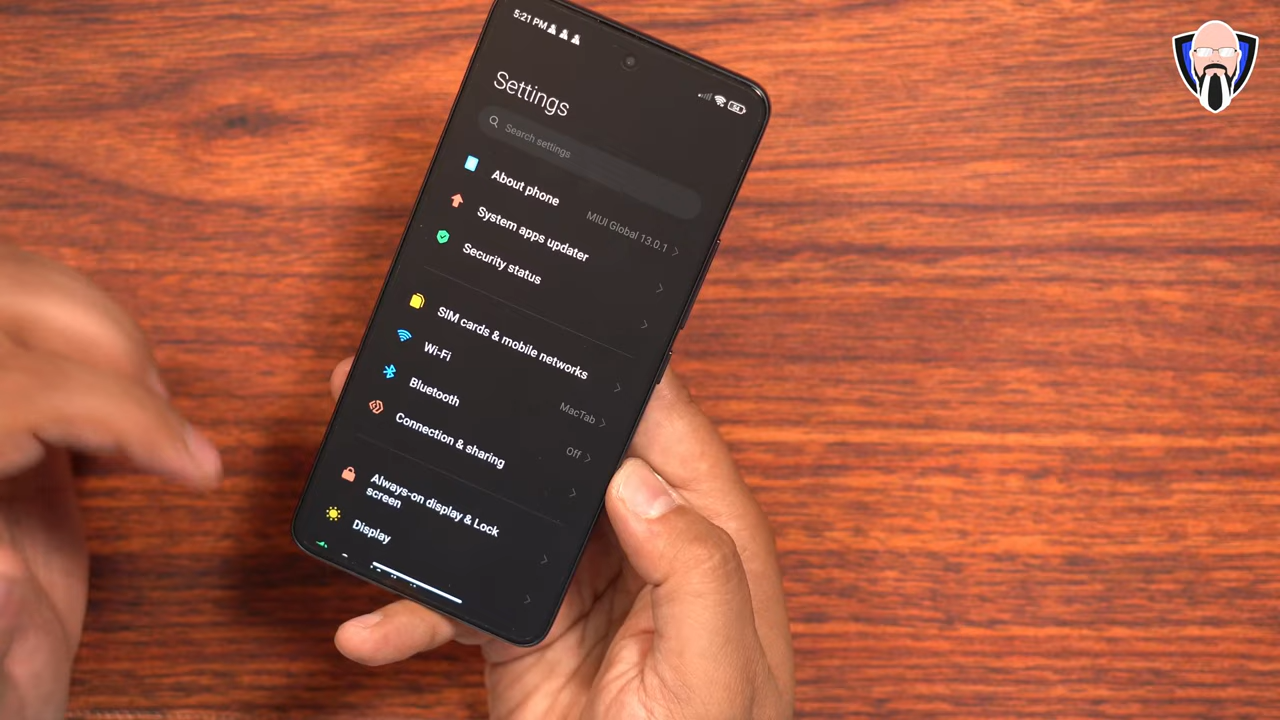 5:21 PM
Settings
Search settings
About phone
MIUI Global 13.0.1
System apps updater
Security status
SIM cards & mobile networks
Wi-Fi
MacTab
Bluetooth
Off
Connection & sharing
Always-on display & Lock
screen
Display